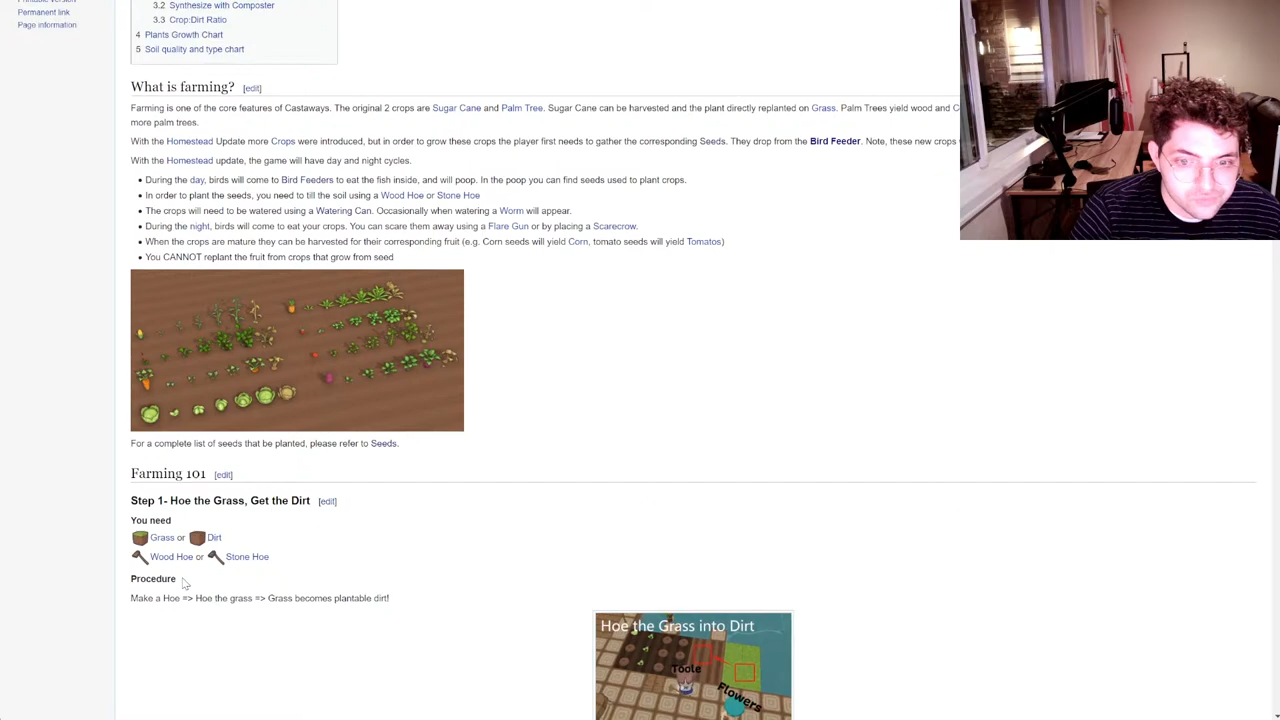 Printable version
Permanent link
Page information
3.2 Synthesize with Composter
3.3 Crop:Dirt Ratio
4 Plants Growth Chart
5 Soil quality and type chart
What is farming? [edit]
Farming is one of the core features of Castaways. The original 2 crops are Sugar Cane and Palm Tree. Sugar Cane can be harvested and the plant directly replanted on Grass. Palm Trees yield wood and
more palm trees.
With the Homestead Update more Crops were introduced, but in order to grow these crops the player first needs to gather the corresponding Seeds. They drop from the Bird Feeder. Note, these new crops
With the Homestead update, the game will have day and night cycles.
• During the day, birds will come to Bird Feeders to eat the fish inside, and will poop. In the poop you can find seeds used to plant crops.
• In order to plant the seeds, you need to till the soil using a Wood Hoe or Stone Hoe
• The crops will need to be watered using a Watering Can. Occasionally when watering a Worm will appear.
• During the night, birds will come to eat your crops. You can scare them away using a Flare Gun or by placing a Scarecrow.
• When the crops are mature they can be harvested for their corresponding fruit (e.g. Corn seeds will yield Corn, tomato seeds will yield Tomatos)
• You CANNOT replant the fruit from crops that grow from seed
For a complete list of seeds that be planted, please refer to Seeds.
Farming 101 [edit]
Step 1- Hoe the Grass, Get the Dirt [edit]
You need
Grass or Dirt
Wood Hoe or Stone Hoe
Procedure
Make a Hoe => Hoe the grass => Grass becomes plantable dirt!
Hoe the Grass into Dirt
Toole
Flowers